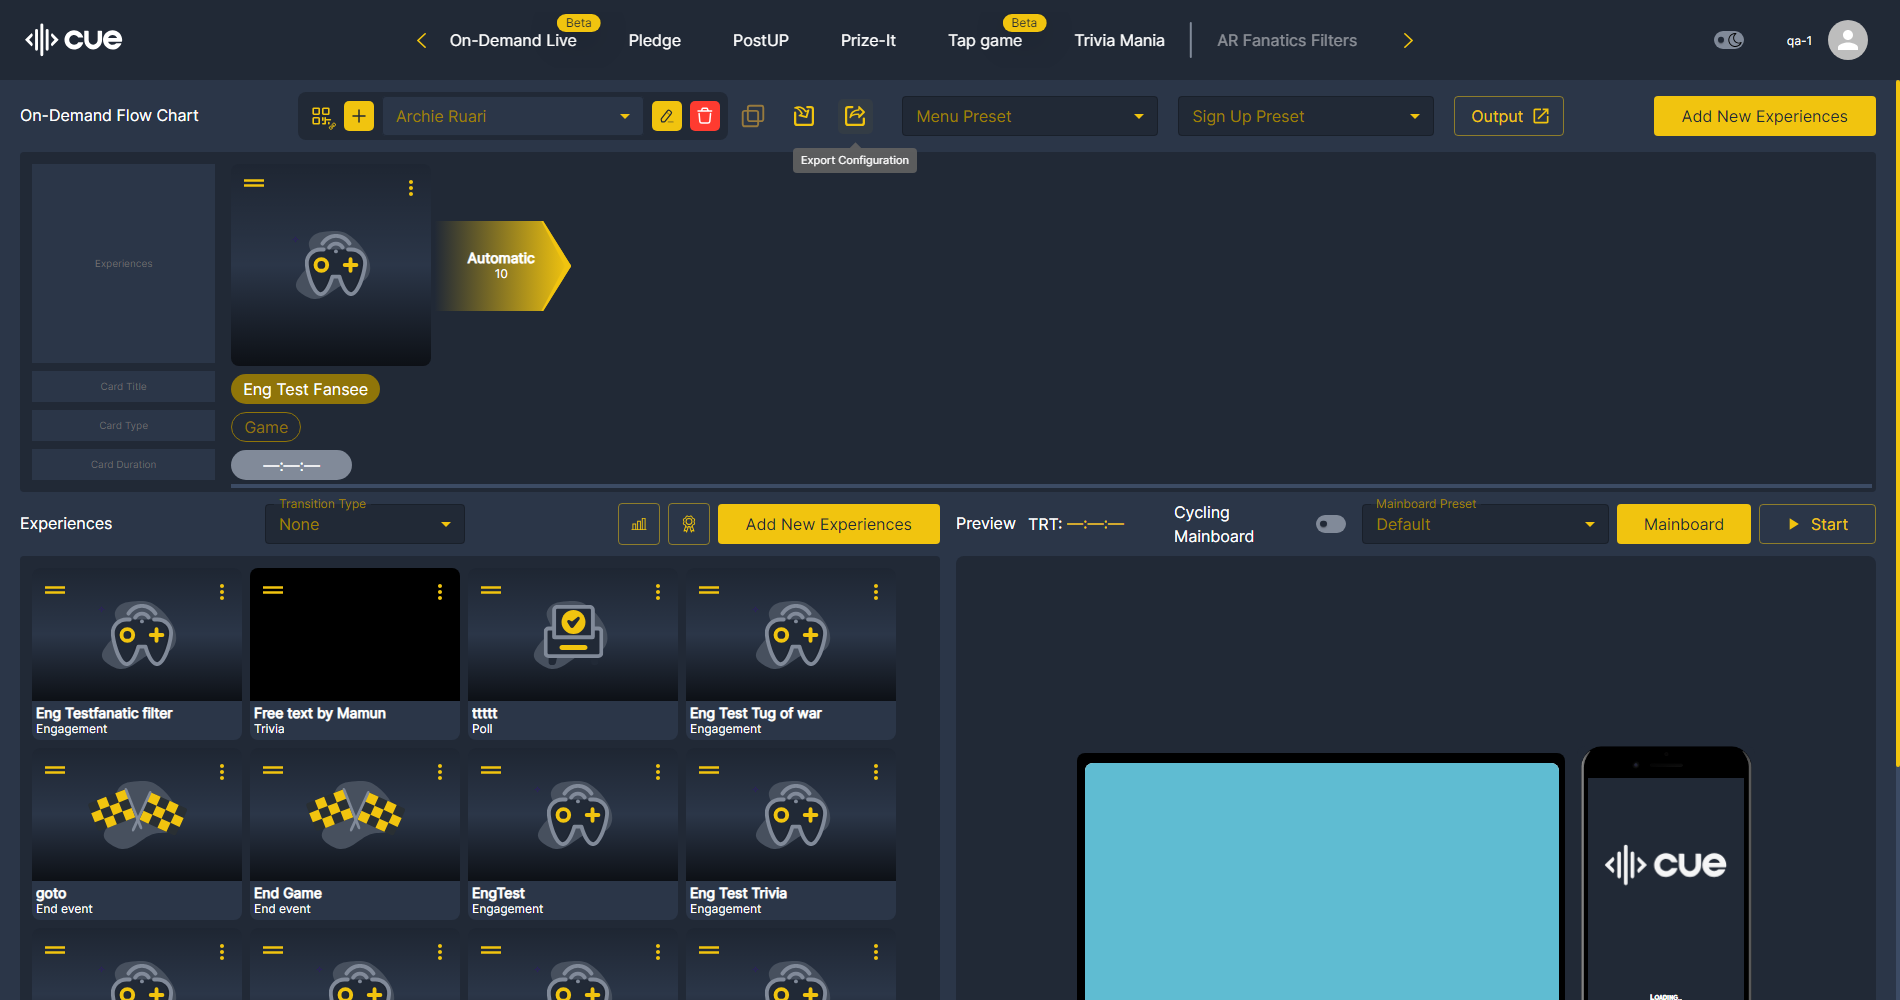 cue
Beta
Beta
On-Demand Live
Pledge
PostUP
Prize-It
Tap game
Trivia Mania
AR Fanatics Filters
qa-1
On-Demand Flow Chart
Archie Ruari
Menu Preset
Sign Up Preset
Output
Add New Experiences
Export Configuration
Experiences
Automatic
10
Card Title
Eng Test Fansee
Card Type
Game
Card Duration
—:—:—
Experiences
Transition Type
None
Add New Experiences
Preview
TRT: —:—:—
Cycling
Mainboard
Mainboard Preset
Default
Mainboard
Start
Eng Testfanatic filter
Engagement
Free text by Mamun
Trivia
ttttt
Poll
Eng Test Tug of war
Engagement
goto
End event
End Game
End event
EngTest
Engagement
Eng Test Trivia
Engagement
cue
LOADING...